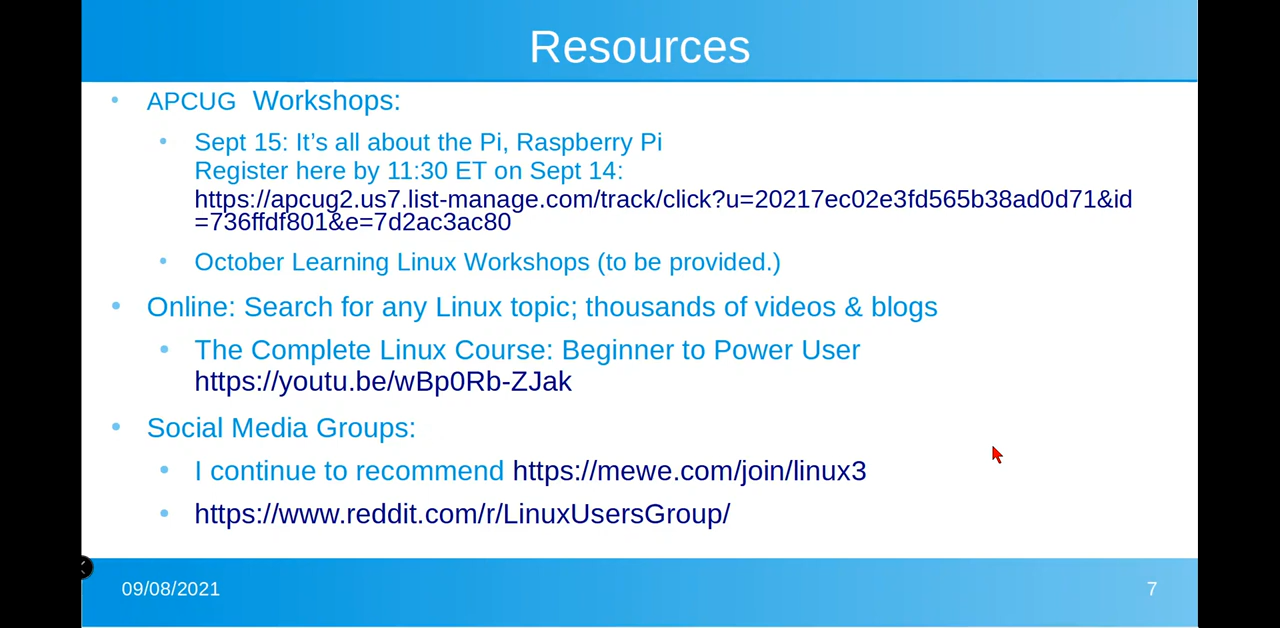 Resources
APCUG Workshops:
Sept 15: It’s all about the Pi, Raspberry Pi
Register here by 11:30 ET on Sept 14:
https://apcug2.us7.list-manage.com/track/click?u=20217ec02e3fd565b38ad0d71&id
=736ffdf801&e=7d2ac3ac80
October Learning Linux Workshops (to be provided.)
Online: Search for any Linux topic; thousands of videos & blogs
The Complete Linux Course: Beginner to Power User
https://youtu.be/wBp0Rb-ZJak
Social Media Groups:
I continue to recommend https://mewe.com/join/linux3
https://www.reddit.com/r/LinuxUsersGroup/
09/08/2021
7